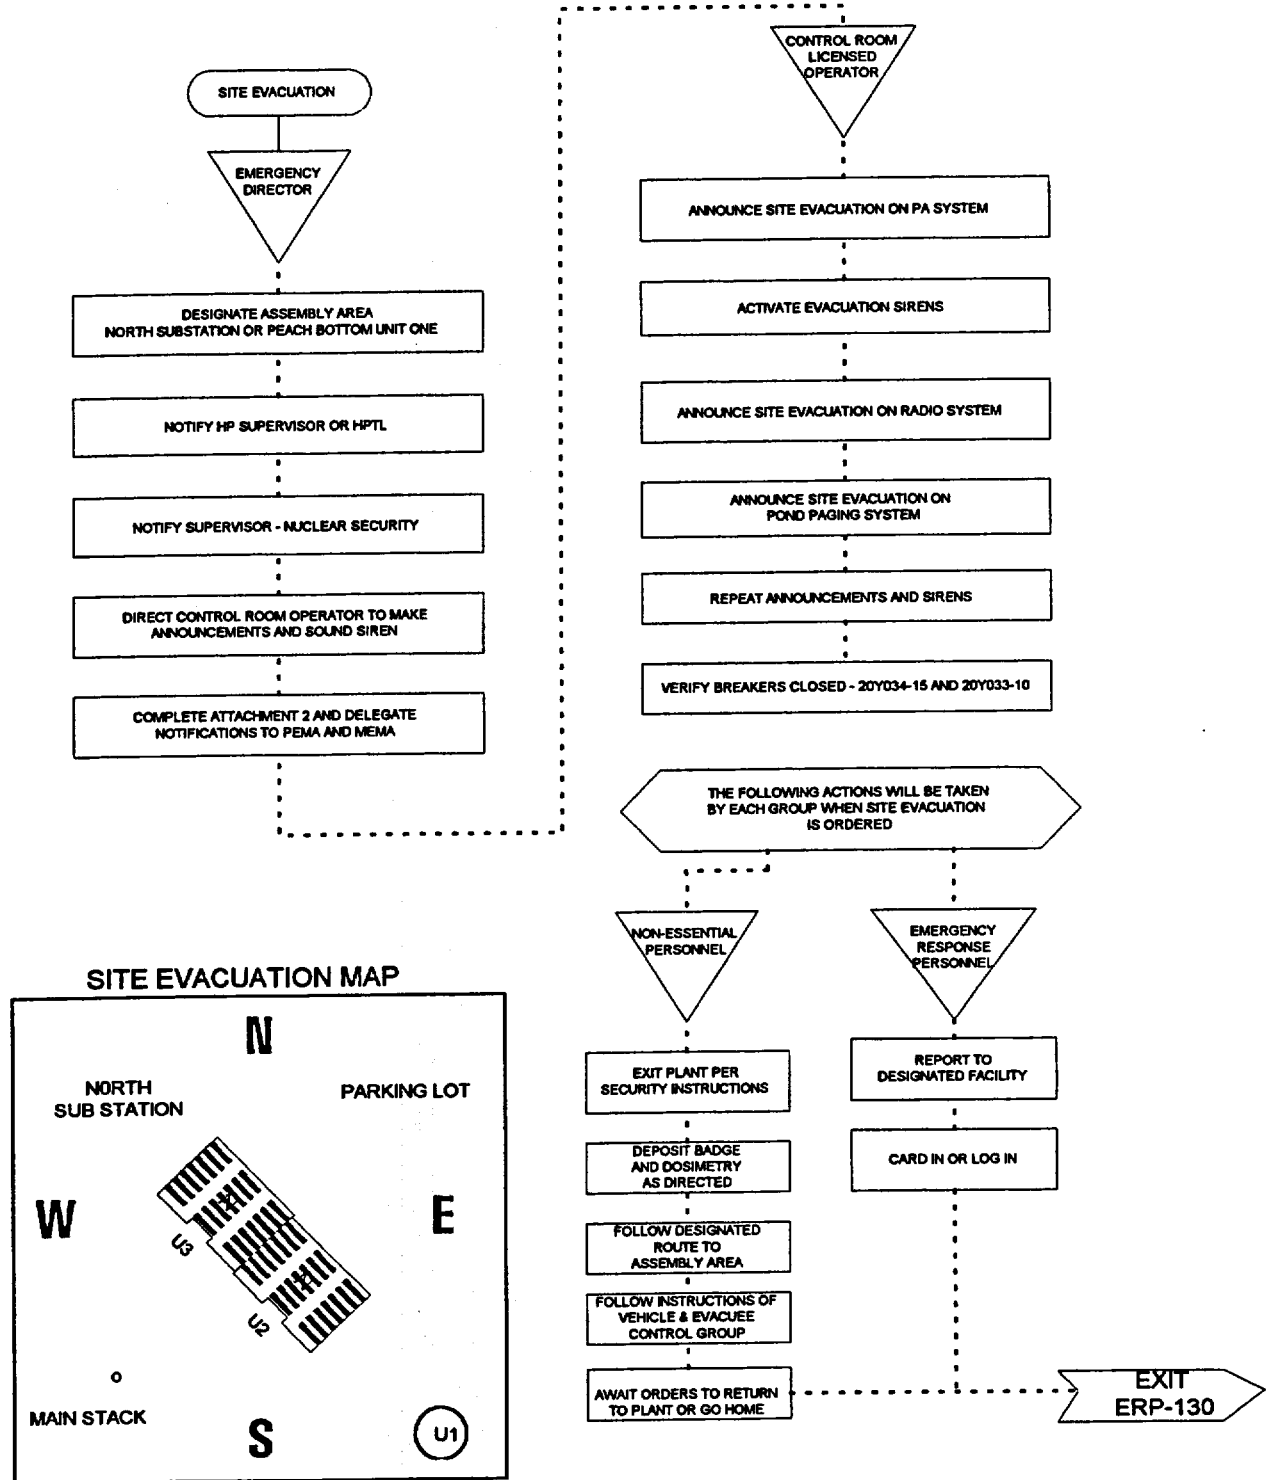 SITE EVACUATION
EMERGENCY
DIRECTOR
DESIGNATE ASSEMBLY AREA
NORTH SUBSTATION OR PEACH BOTTOM UNIT ONE
NOTIFY HP SUPERVISOR OR HPTL
NOTIFY SUPERVISOR - NUCLEAR SECURITY
DIRECT CONTROL ROOM OPERATOR TO MAKE
ANNOUNCEMENTS AND SOUND SIREN
COMPLETE ATTACHMENT 2 AND DELEGATE
NOTIFICATIONS TO PEMA AND MEMA
CONTROL ROOM
LICENSED
OPERATOR
ANNOUNCE SITE EVACUATION ON PA SYSTEM
ACTIVATE EVACUATION SIRENS
ANNOUNCE SITE EVACUATION ON RADIO SYSTEM
ANNOUNCE SITE EVACUATION ON
POND PAGING SYSTEM
REPEAT ANNOUNCEMENTS AND SIRENS
VERIFY BREAKERS CLOSED - 20Y034-15 AND 20Y033-10
THE FOLLOWING ACTIONS WILL BE TAKEN
BY EACH GROUP WHEN SITE EVACUATION
IS ORDERED
NON-ESSENTIAL
PERSONNEL
EXIT PLANT PER
SECURITY INSTRUCTIONS
DEPOSIT BADGE
AND DOSIMETRY
AS DIRECTED
FOLLOW DESIGNATED
ROUTE TO
ASSEMBLY AREA
FOLLOW INSTRUCTIONS OF
VEHICLE & EVACUEE
CONTROL GROUP
AWAIT ORDERS TO RETURN
TO PLANT OR GO HOME
EMERGENCY
RESPONSE
PERSONNEL
REPORT TO
DESIGNATED FACILITY
CARD IN OR LOG IN
EXIT
ERP-130
SITE EVACUATION MAP
N
NORTH
SUB STATION
PARKING LOT
W
E
U3
U2
MAIN STACK
S
U1